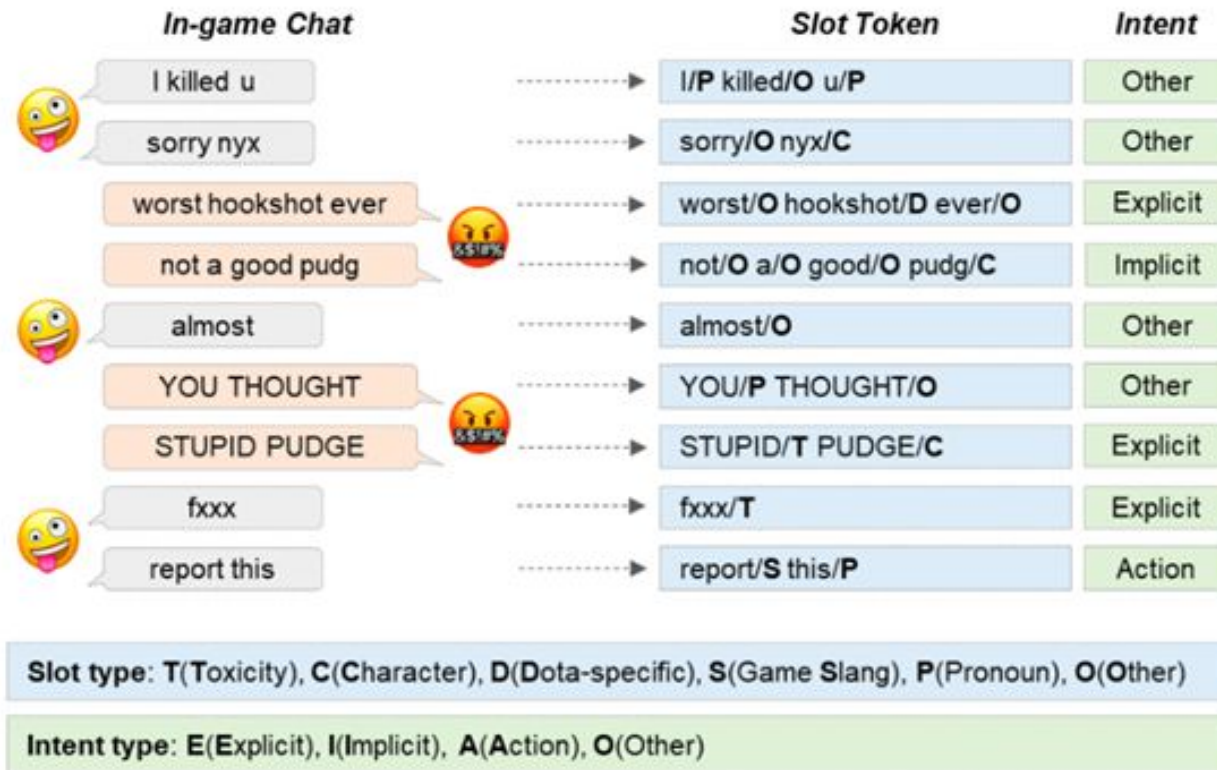 In-game Chat Slot Token Intent
I killed u I/P killed/O u/P Other
sorry nyx sorry/O nyx/C Other
worst hookshot ever worst/O hookshot/D ever/O Explicit
&$!#% 
not a good pudg not/O a/O good/O pudg/C Implicit
almost almost/O Other
YOU THOUGHT YOU/P THOUGHT/O Other
&$!#%
STUPID PUDGE STUPID/T PUDGE/C Explicit
fxxx fxxx/T Explicit
report this report/S this/P Action
Slot type: T(Toxicity), C(Character), D(Dota-specific), S(Game Slang), P(Pronoun), O(Other)
Intent type: E(Explicit), I(Implicit), A(Action), O(Other)